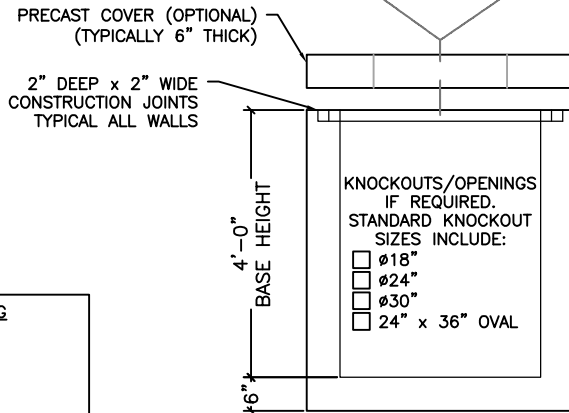 PRECAST COVER (OPTIONAL)
(TYPICALLY 6" THICK)
2" DEEP x 2" WIDE
CONSTRUCTION JOINTS
TYPICAL ALL WALLS
4'-0"
BASE HEIGHT
KNOCKOUTS/OPENINGS
IF REQUIRED.
STANDARD KNOCKOUT
SIZES INCLUDE:
ø18"
ø24"
ø30"
24" x 36" OVAL
6"
G